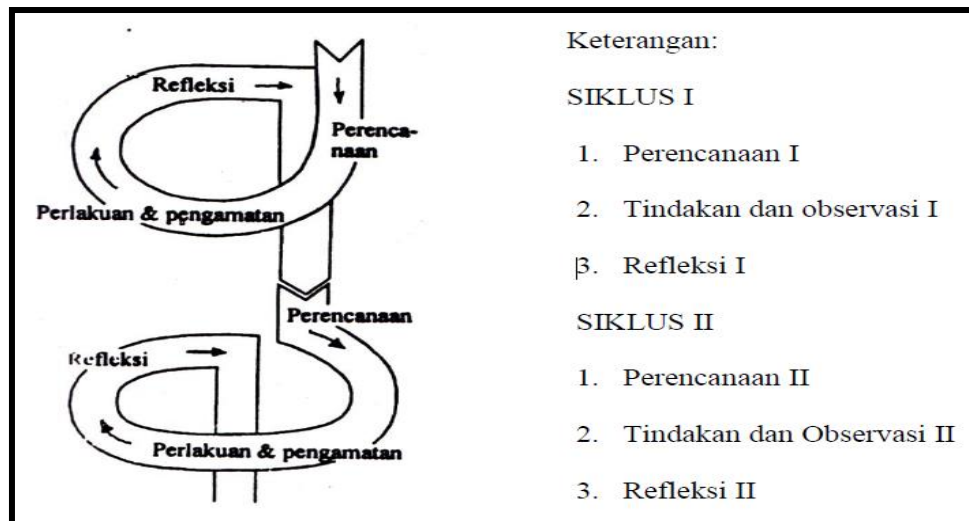 Refleksi
Perenca-
naan
Perlakuan & pengamatan
Perencanaan
Refleksi
Perlakuan & pengamatan
Keterangan:
SIKLUS I
1. Perencanaan I
2. Tindakan dan observasi I
3. Refleksi I
SIKLUS II
1. Perencanaan II
2. Tindakan dan Observasi II
3. Refleksi II